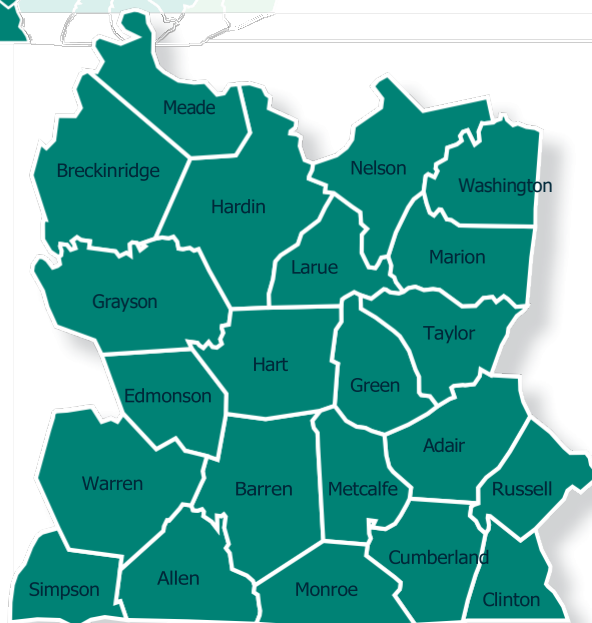 Meade
Breckinridge
Nelson
Washington
Hardin
Marion
Larue
Grayson
Taylor
Hart
Green
Edmonson
Adair
Warren
Barren
Metcalfe
Russell
Cumberland
Allen
Simpson
Monroe
Clinton